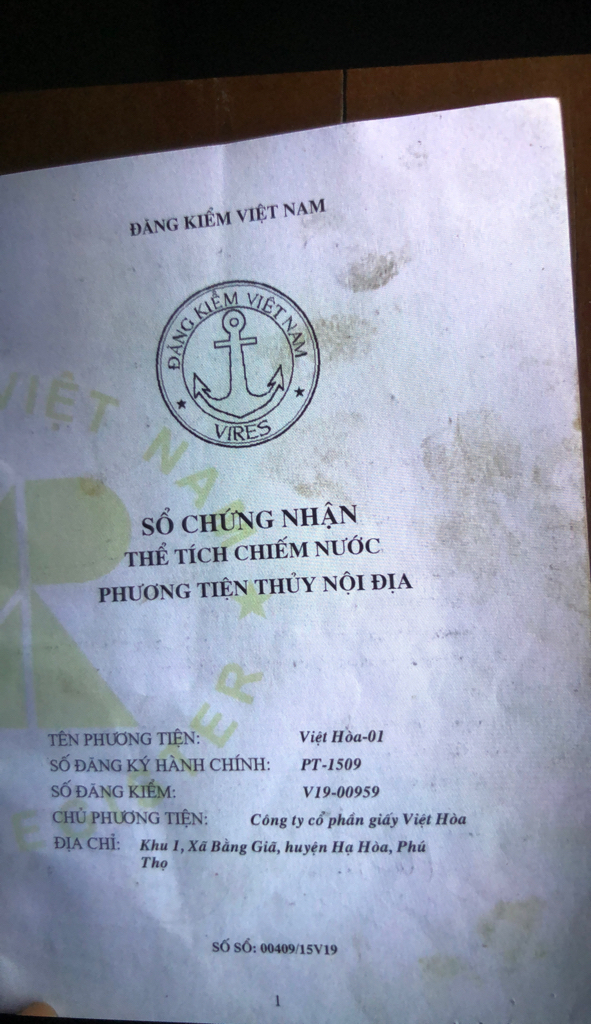 ĐĂNG KIỂM VIỆT NAM
ĐĂNG KIỂM VIỆT NAM
VIRES
VIỆT NAM
SỔ CHỨNG NHẬN
THỂ TÍCH CHIẾM NƯỚC
PHƯƠNG TIỆN THỦY NỘI ĐỊA
TÊN PHƯƠNG TIỆN: Việt Hòa-01
SỐ ĐĂNG KÝ HÀNH CHÍNH: PT-1509
SỐ ĐĂNG KIỂM: V19-00959
CHỦ PHƯƠNG TIỆN: Công ty cổ phần giấy Việt Hòa
ĐỊA CHỈ: Khu 1, Xã Bằng Giã, huyện Hạ Hòa, Phú
Thọ
SỐ SỔ: 00409/15V19
1